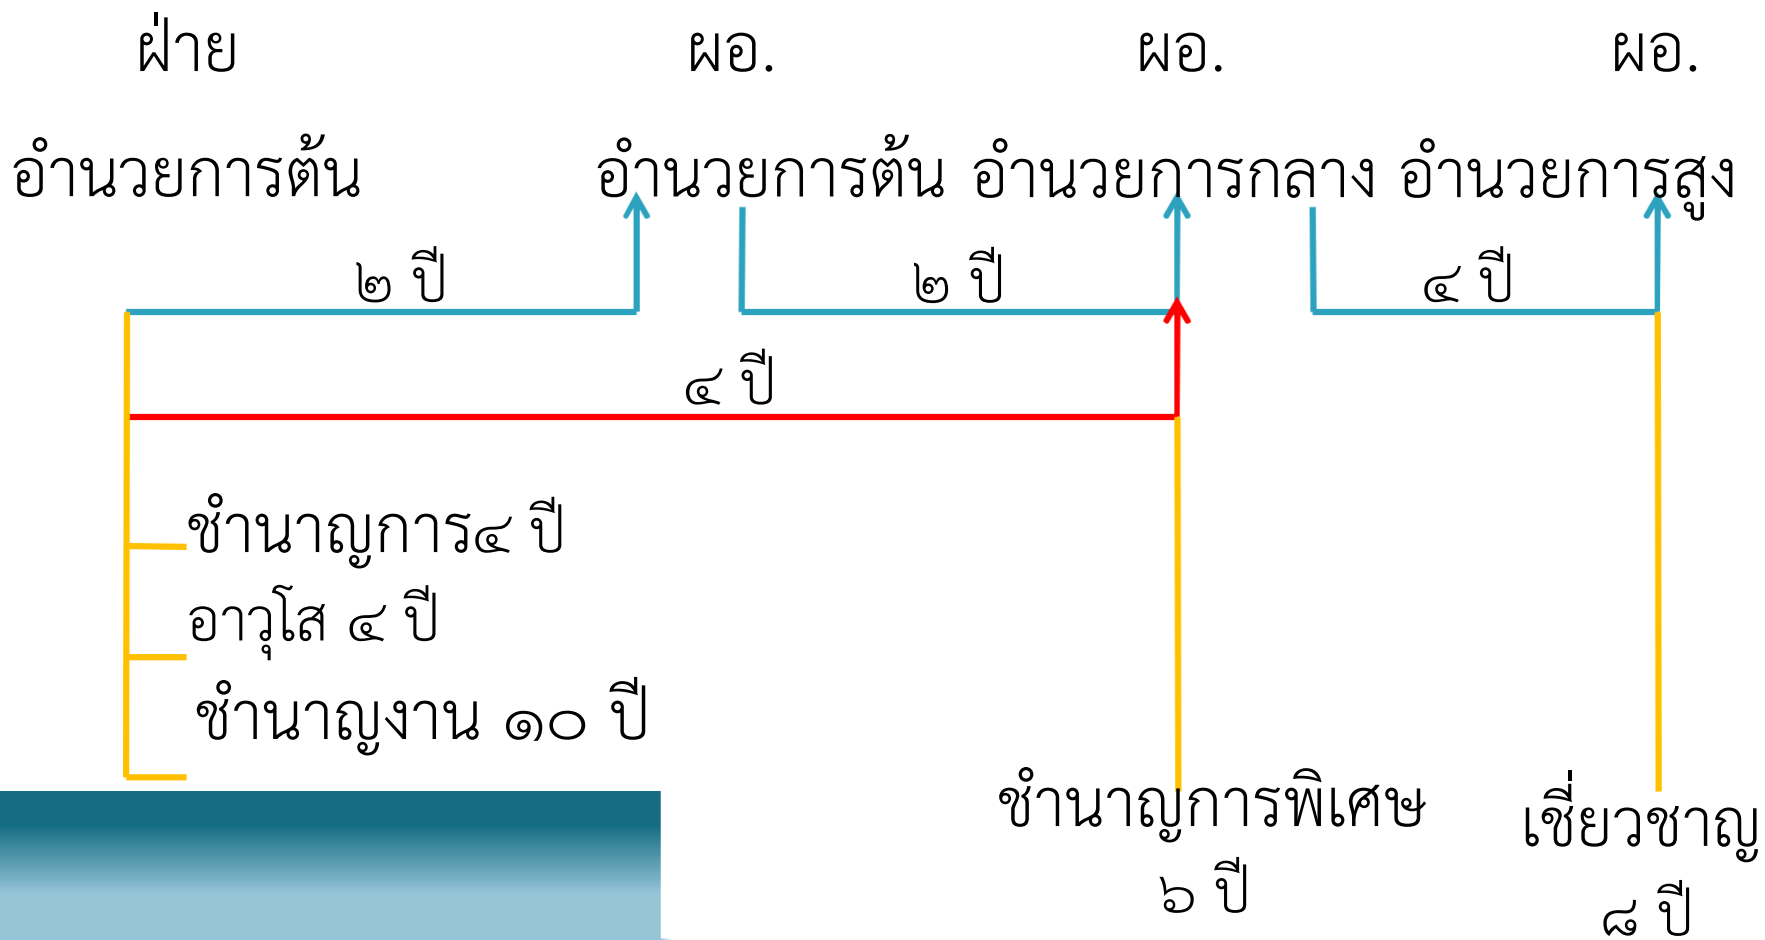 ฝ่าย ผอ. ผอ. ผอ.
อำนวยการต้น อำนวยการต้น อำนวยการกลาง อำนวยการสูง
๒ ปี ๒ ปี ๔ ปี
๔ ปี
ชำนาญการ๔ ปี
อาวุโส ๔ ปี
ชำนาญงาน ๑๐ ปี
ชำนาญการพิเศษ
๖ ปี
เชี่ยวชาญ
๘ ปี